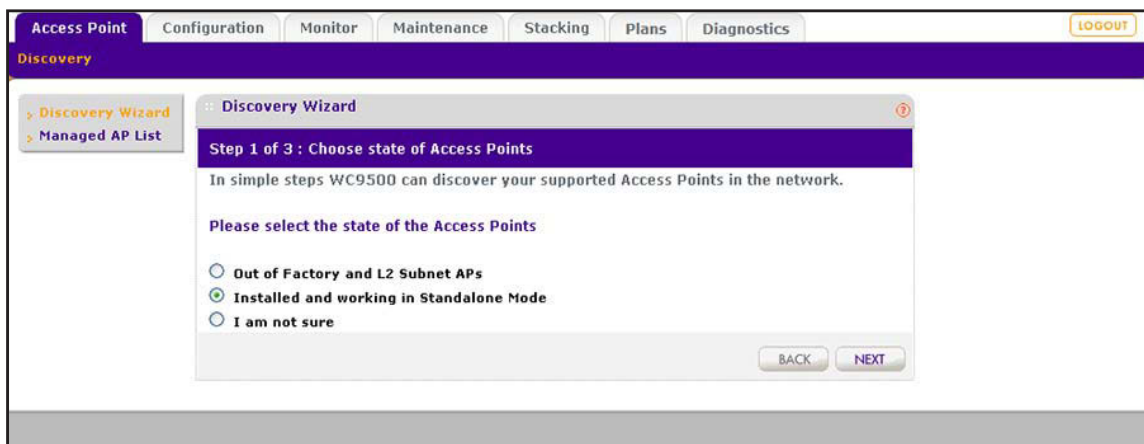 Access Point Configuration Monitor Maintenance Stacking Plans Diagnostics LOGOUT
Discovery
Discovery Wizard
Managed AP List
Discovery Wizard ?
Step 1 of 3 : Choose state of Access Points
In simple steps WC9500 can discover your supported Access Points in the network.
Please select the state of the Access Points
Out of Factory and L2 Subnet APs
Installed and working in Standalone Mode
I am not sure
BACK NEXT